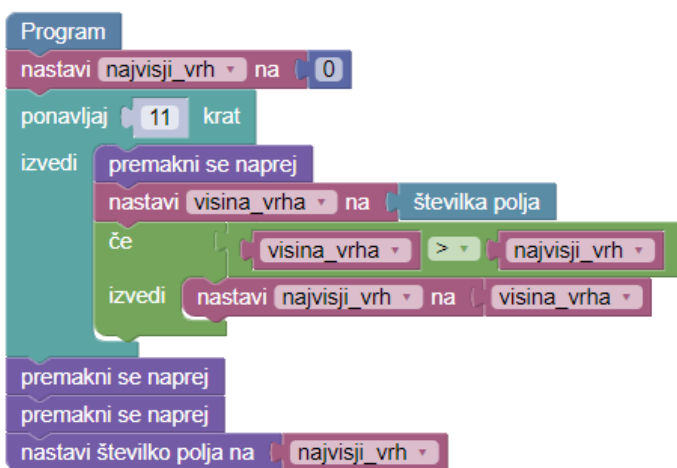 Program
nastavi najvisji_vrh na 0
ponavljaj 11 krat
izvedi premakni se naprej
nastavi visina_vrha na številka polja
če visina_vrha > najvisji_vrh
izvedi nastavi najvisji_vrh na visina_vrha
premakni se naprej
premakni se naprej
nastavi številko polja na najvisji_vrh